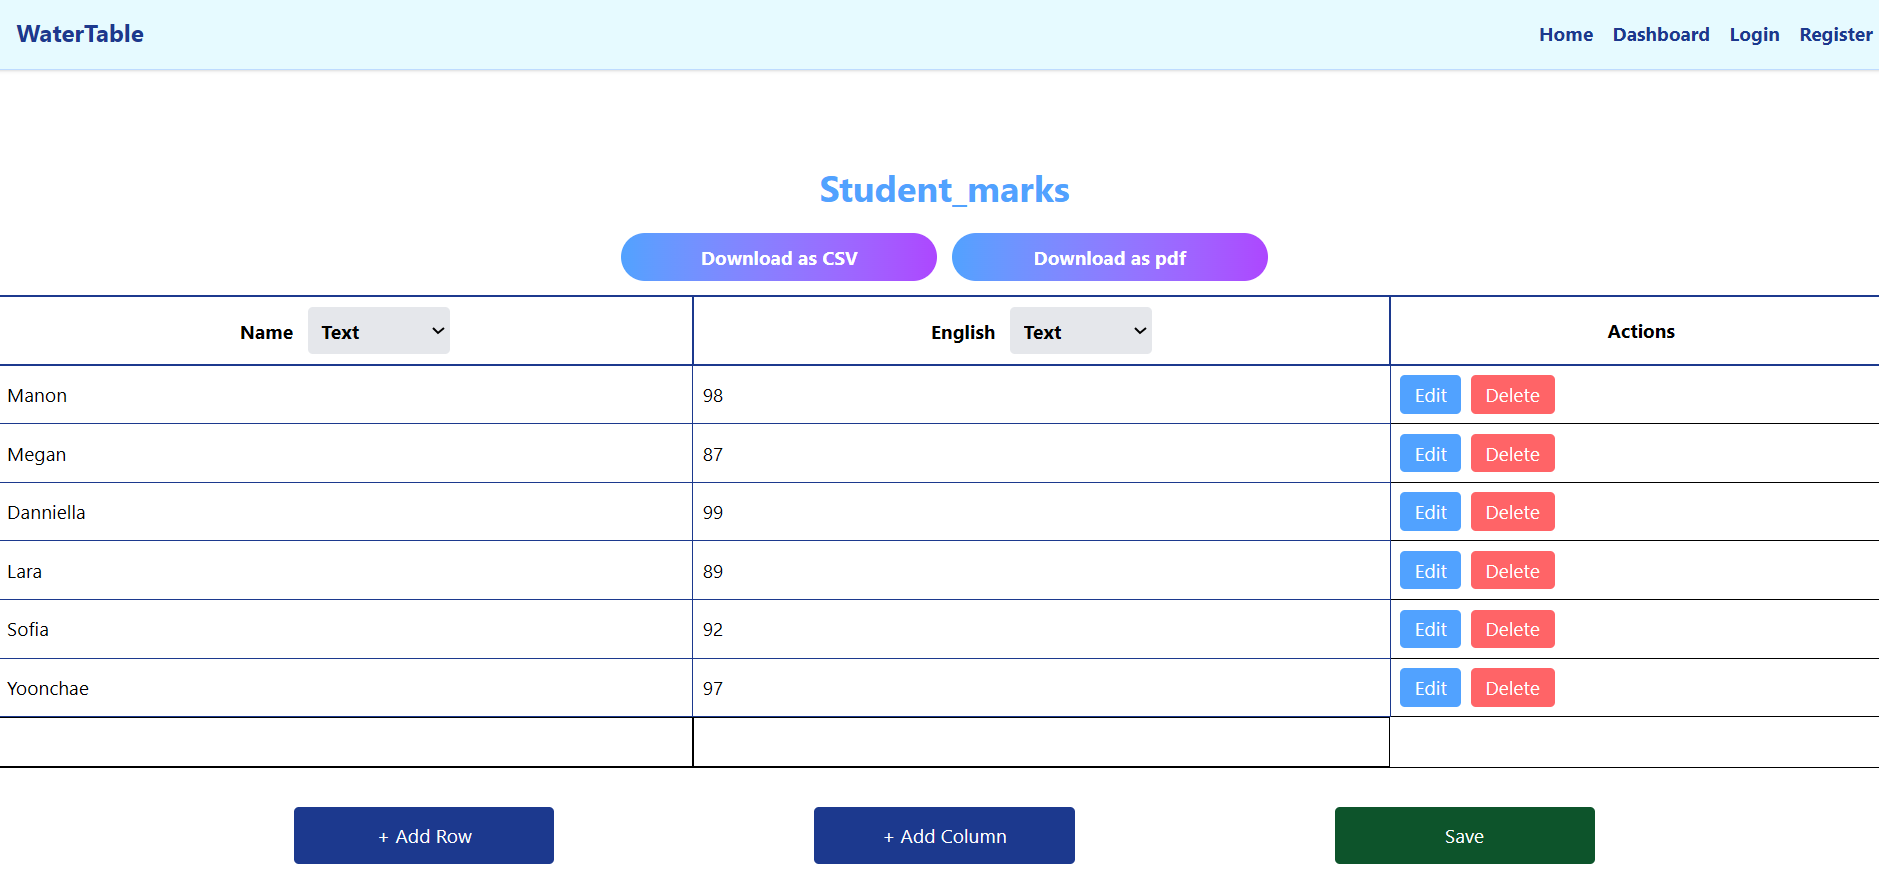 WaterTable Home Dashboard Login Register
Student_marks
Download as CSV Download as pdf
Name Text English Text Actions
Manon 98 Edit Delete
Megan 87 Edit Delete
Danniella 99 Edit Delete
Lara 89 Edit Delete
Sofia 92 Edit Delete
Yoonchae 97 Edit Delete
+ Add Row + Add Column Save